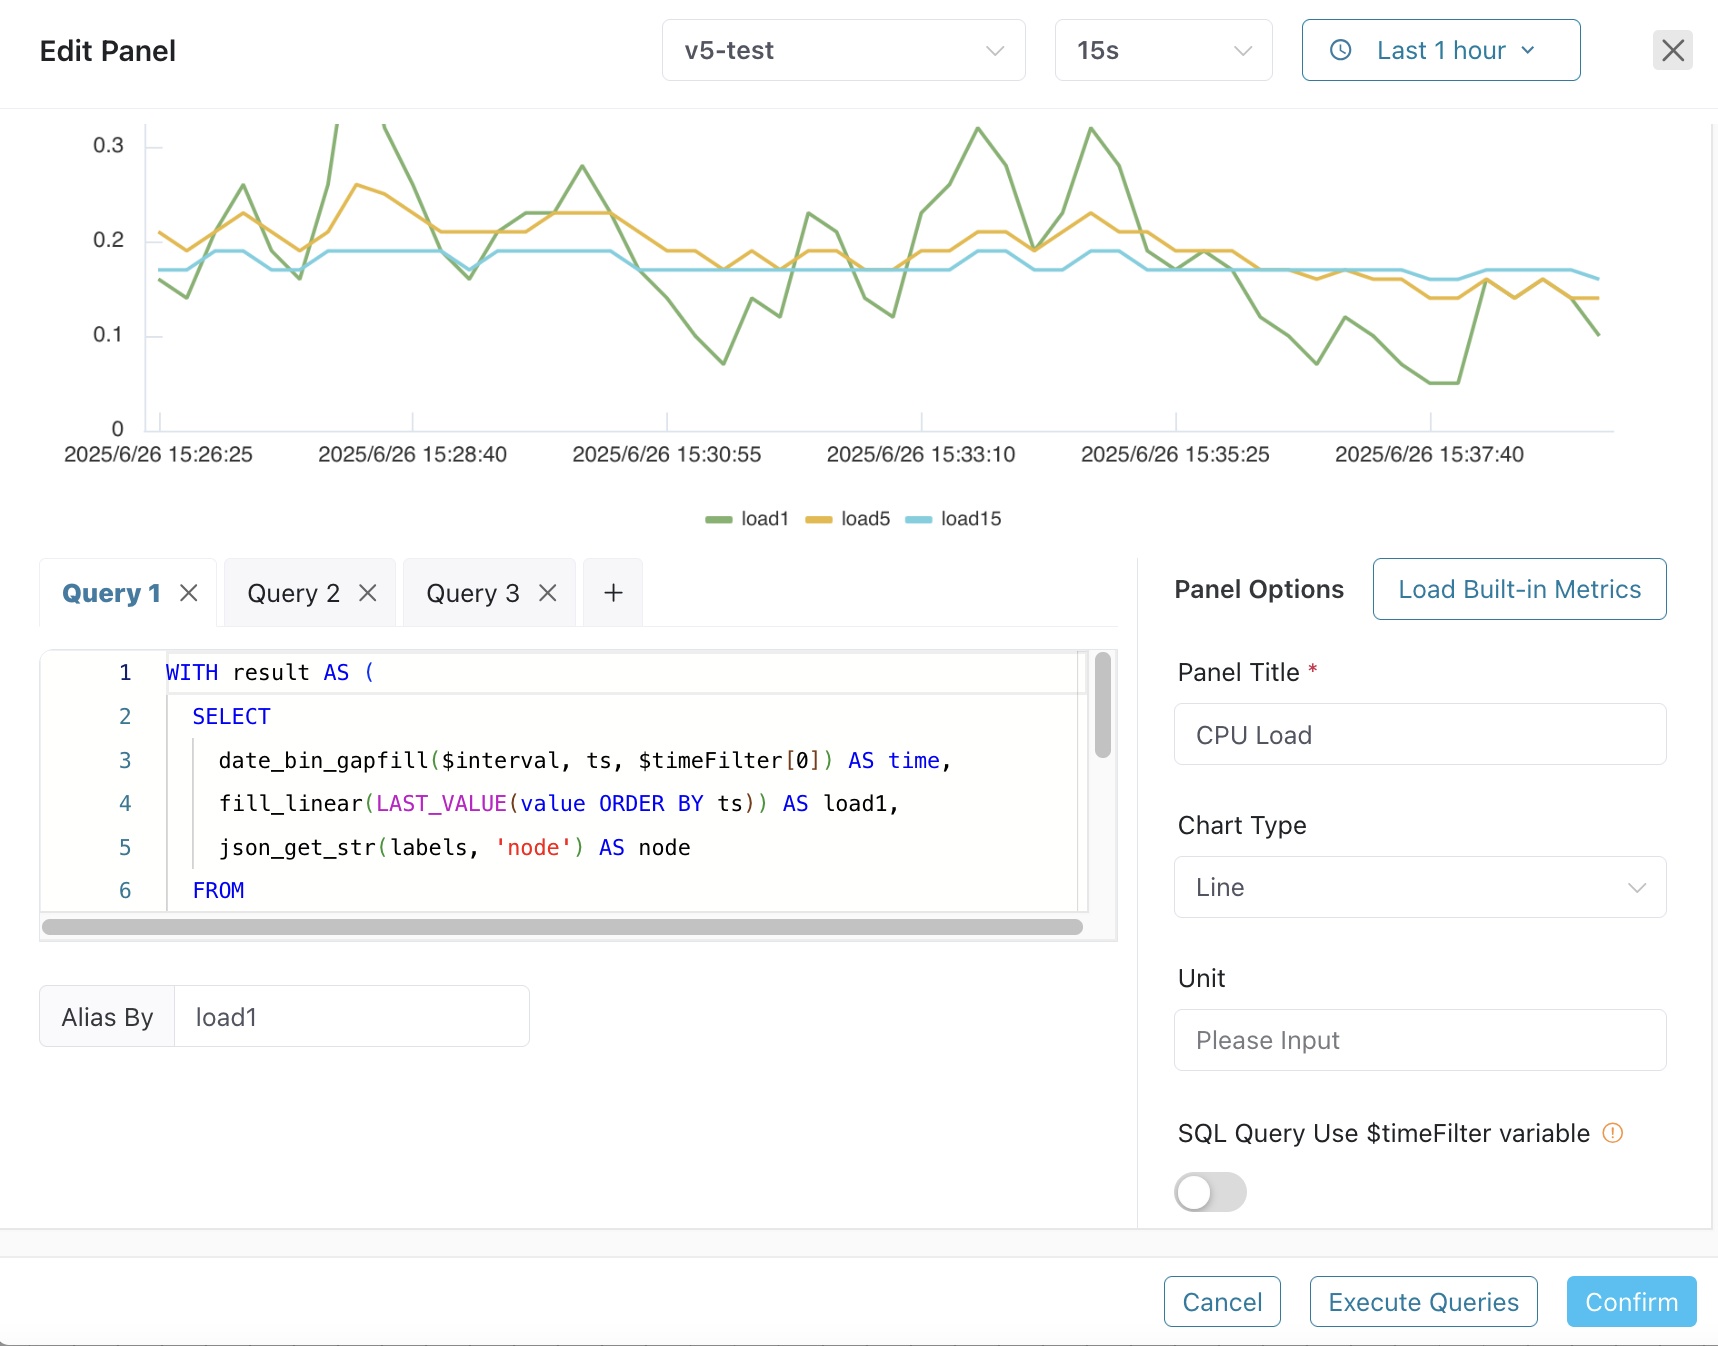 Edit Panel
v5-test
15s
Last 1 hour
0.3
0.2
0.1
0
2025/6/26 15:26:25 2025/6/26 15:28:40 2025/6/26 15:30:55 2025/6/26 15:33:10 2025/6/26 15:35:25 2025/6/26 15:37:40
load1 load5 load15
Query 1
Query 2
Query 3
+
1 WITH result AS (
2 SELECT
3 date_bin_gapfill($interval, ts, $timeFilter[0]) AS time,
4 fill_linear(LAST_VALUE(value ORDER BY ts)) AS load1,
5 json_get_str(labels, 'node') AS node
6 FROM
Alias By load1
Panel Options
Load Built-in Metrics
Panel Title *
CPU Load
Chart Type
Line
Unit
Please Input
SQL Query Use $timeFilter variable
Cancel
Execute Queries
Confirm